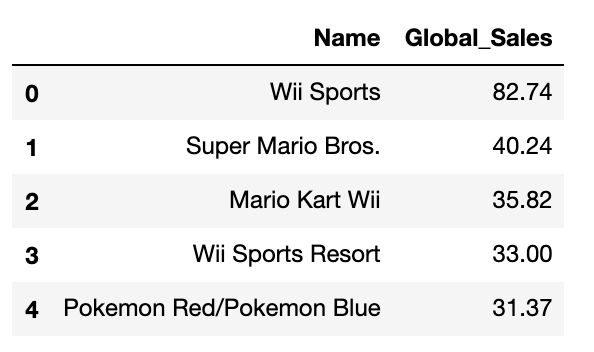 Name Global_Sales
0 Wii Sports 82.74
1 Super Mario Bros. 40.24
2 Mario Kart Wii 35.82
3 Wii Sports Resort 33.00
4 Pokemon Red/Pokemon Blue 31.37